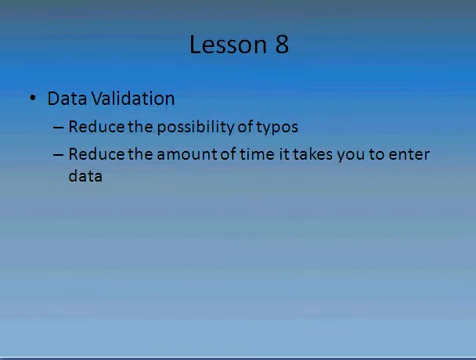 Lesson 8
• Data Validation
– Reduce the possibility of typos
– Reduce the amount of time it takes you to enter
data